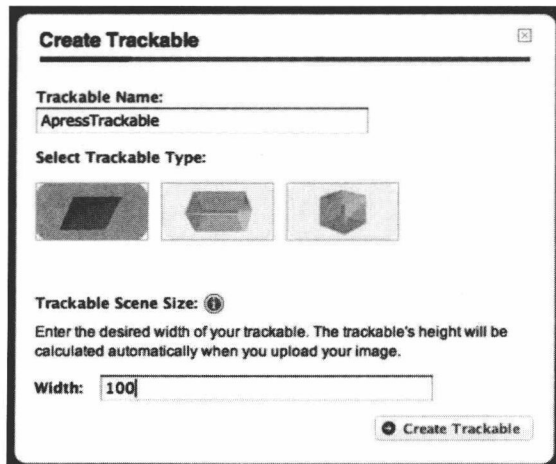 Create Trackable
Trackable Name:
ApressTrackable
Select Trackable Type:
Trackable Scene Size:
Enter the desired width of your trackable. The trackable's height will be
calculated automatically when you upload your image.
Width: 100
Create Trackable